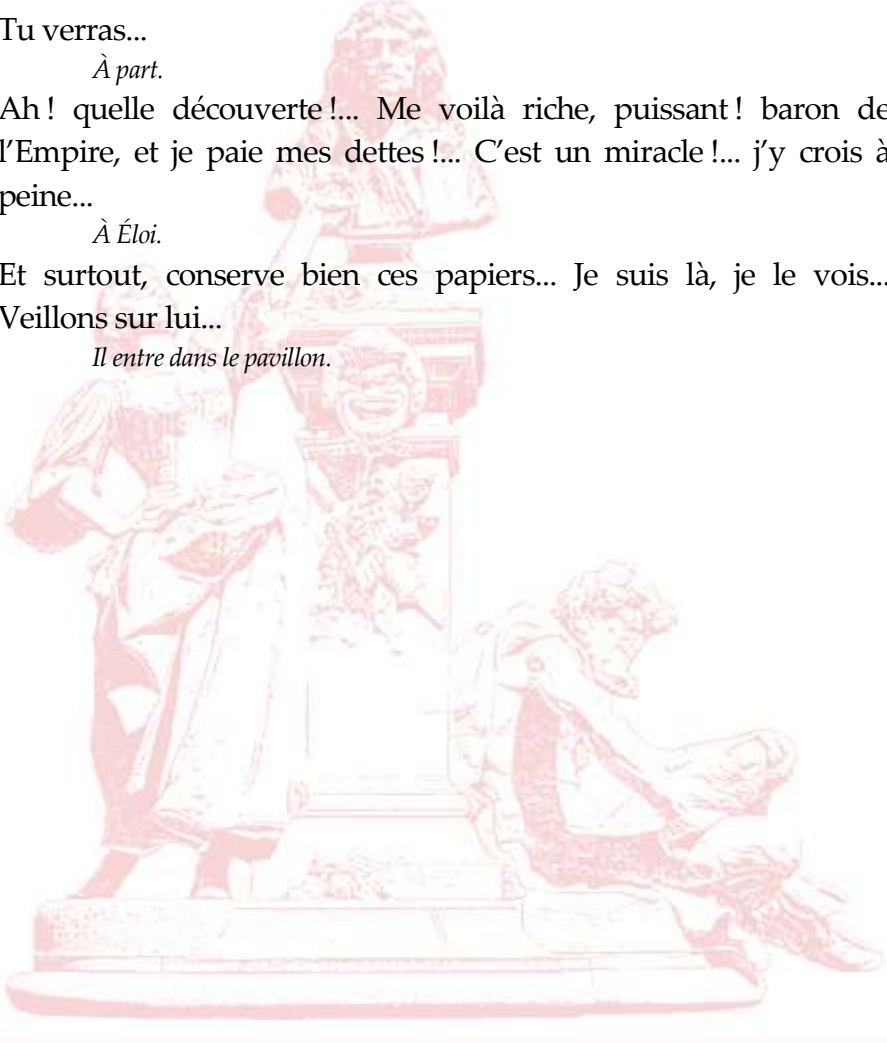 Tu verras...
À part.
Ah ! quelle découverte !... Me voilà riche, puissant ! baron de
l’Empire, et je paie mes dettes !... C’est un miracle !... j’y crois à
peine...
À Éloi.
Et surtout, conserve bien ces papiers... Je suis là, je le vois...
Veillons sur lui...
Il entre dans le pavillon.